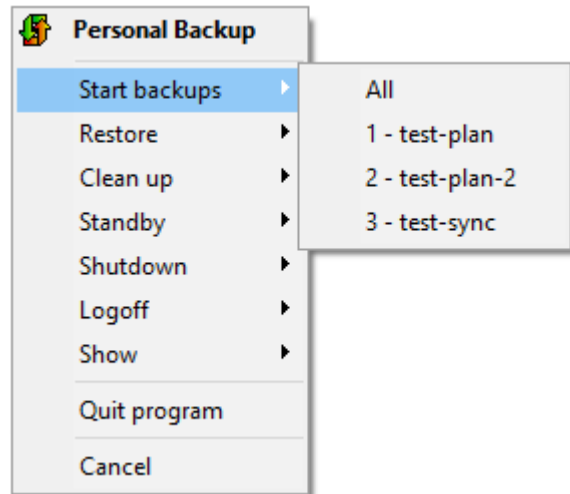 Personal Backup
Start backups
All
Restore
1 - test-plan
Clean up
2 - test-plan-2
Standby
3 - test-sync
Shutdown
Logoff
Show
Quit program
Cancel